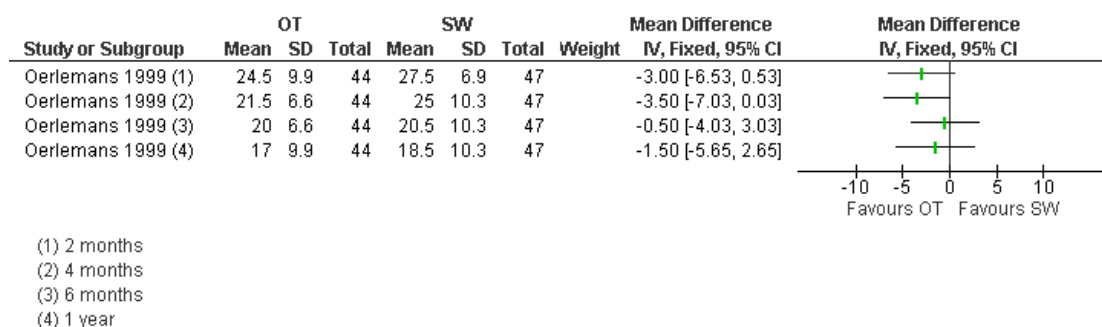 OT SW Mean Difference Mean Difference
Study or Subgroup Mean SD Total Mean SD Total Weight IV, Fixed, 95% CI IV, Fixed, 95% CI
Oerlemans 1999 (1) 24.5 9.9 44 27.5 6.9 47 -3.00 [-6.53, 0.53]
Oerlemans 1999 (2) 21.5 6.6 44 25 10.3 47 -3.50 [-7.03, 0.03]
Oerlemans 1999 (3) 20 6.6 44 20.5 10.3 47 -0.50 [-4.03, 3.03]
Oerlemans 1999 (4) 17 9.9 44 18.5 10.3 47 -1.50 [-5.65, 2.65]
-10 -5 0 5 10
Favours OT Favours SW
(1) 2 months
(2) 4 months
(3) 6 months
(4) 1 year